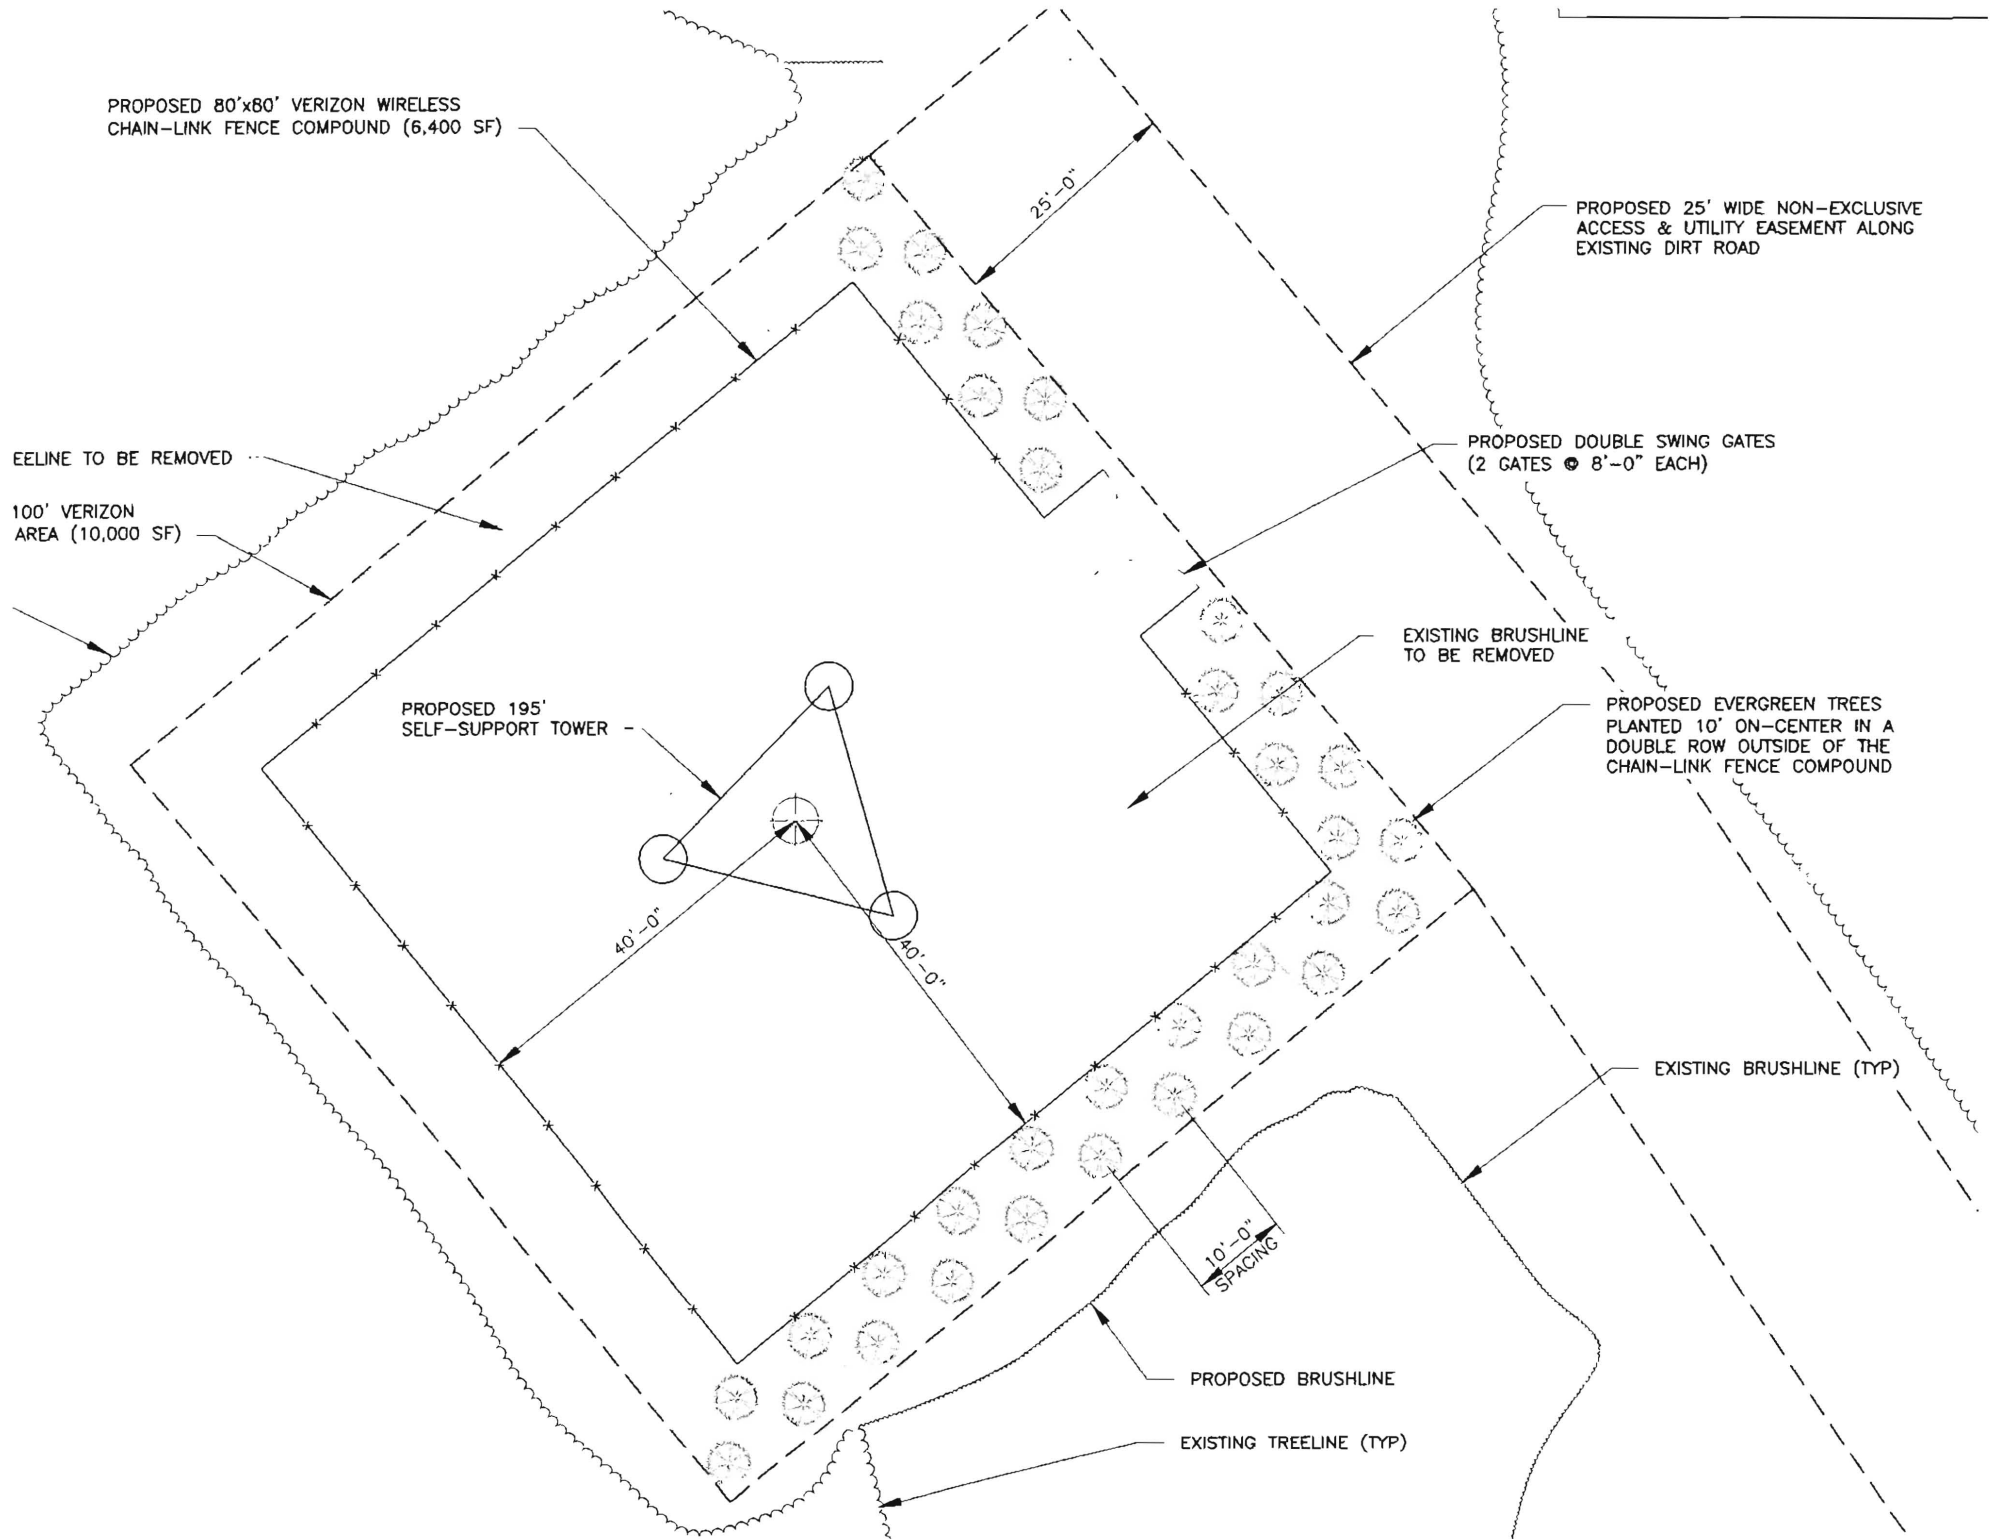 PROPOSED 80'x80' VERIZON WIRELESS
CHAIN-LINK FENCE COMPOUND (6,400 SF)
25'-0"
PROPOSED 25' WIDE NON-EXCLUSIVE
ACCESS & UTILITY EASEMENT ALONG
EXISTING DIRT ROAD
EELINE TO BE REMOVED
100' VERIZON
AREA (10,000 SF)
PROPOSED DOUBLE SWING GATES
(2 GATES @ 8'-0" EACH)
EXISTING BRUSHLINE
TO BE REMOVED
PROPOSED 195'
SELF-SUPPORT TOWER
PROPOSED EVERGREEN TREES
PLANTED 10' ON-CENTER IN A
DOUBLE ROW OUTSIDE OF THE
CHAIN-LINK FENCE COMPOUND
40'-0"
40'-0"
EXISTING BRUSHLINE (TYP)
10'-0"
SPACING
PROPOSED BRUSHLINE
EXISTING TREELINE (TYP)